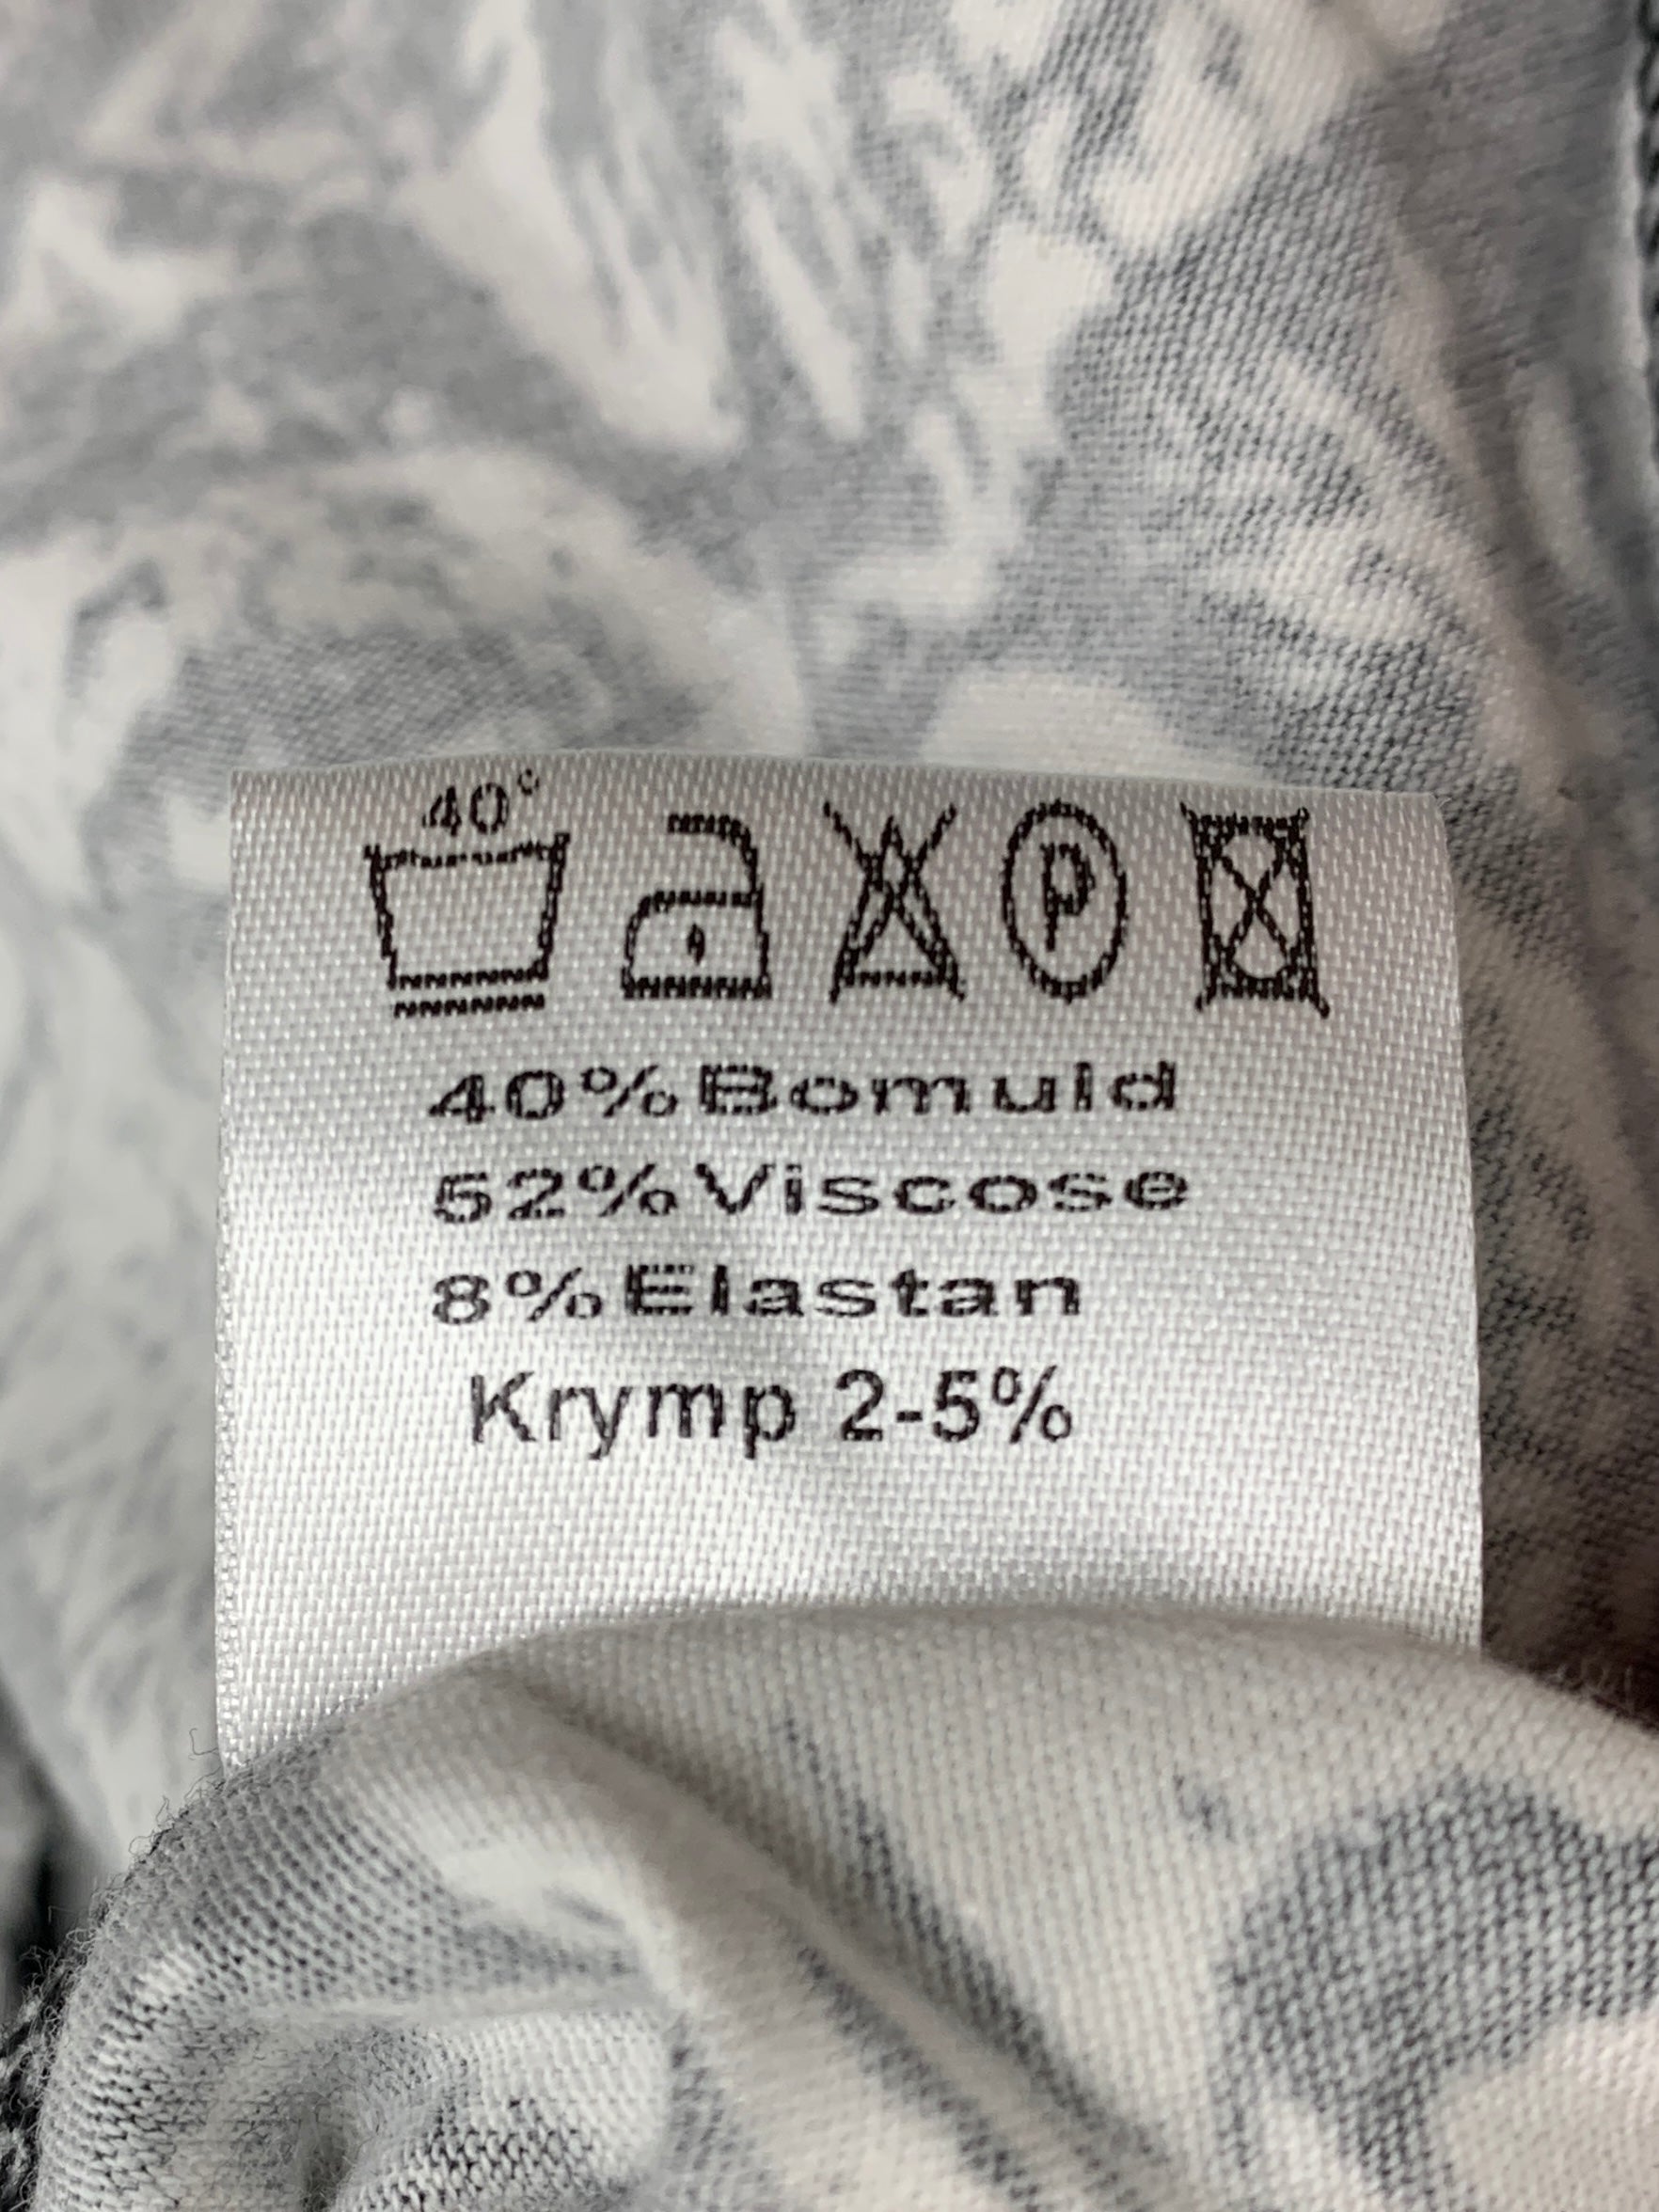 40°
P
40%Bomuld
52%Viscose
8%Elastan
Krymp 2-5%